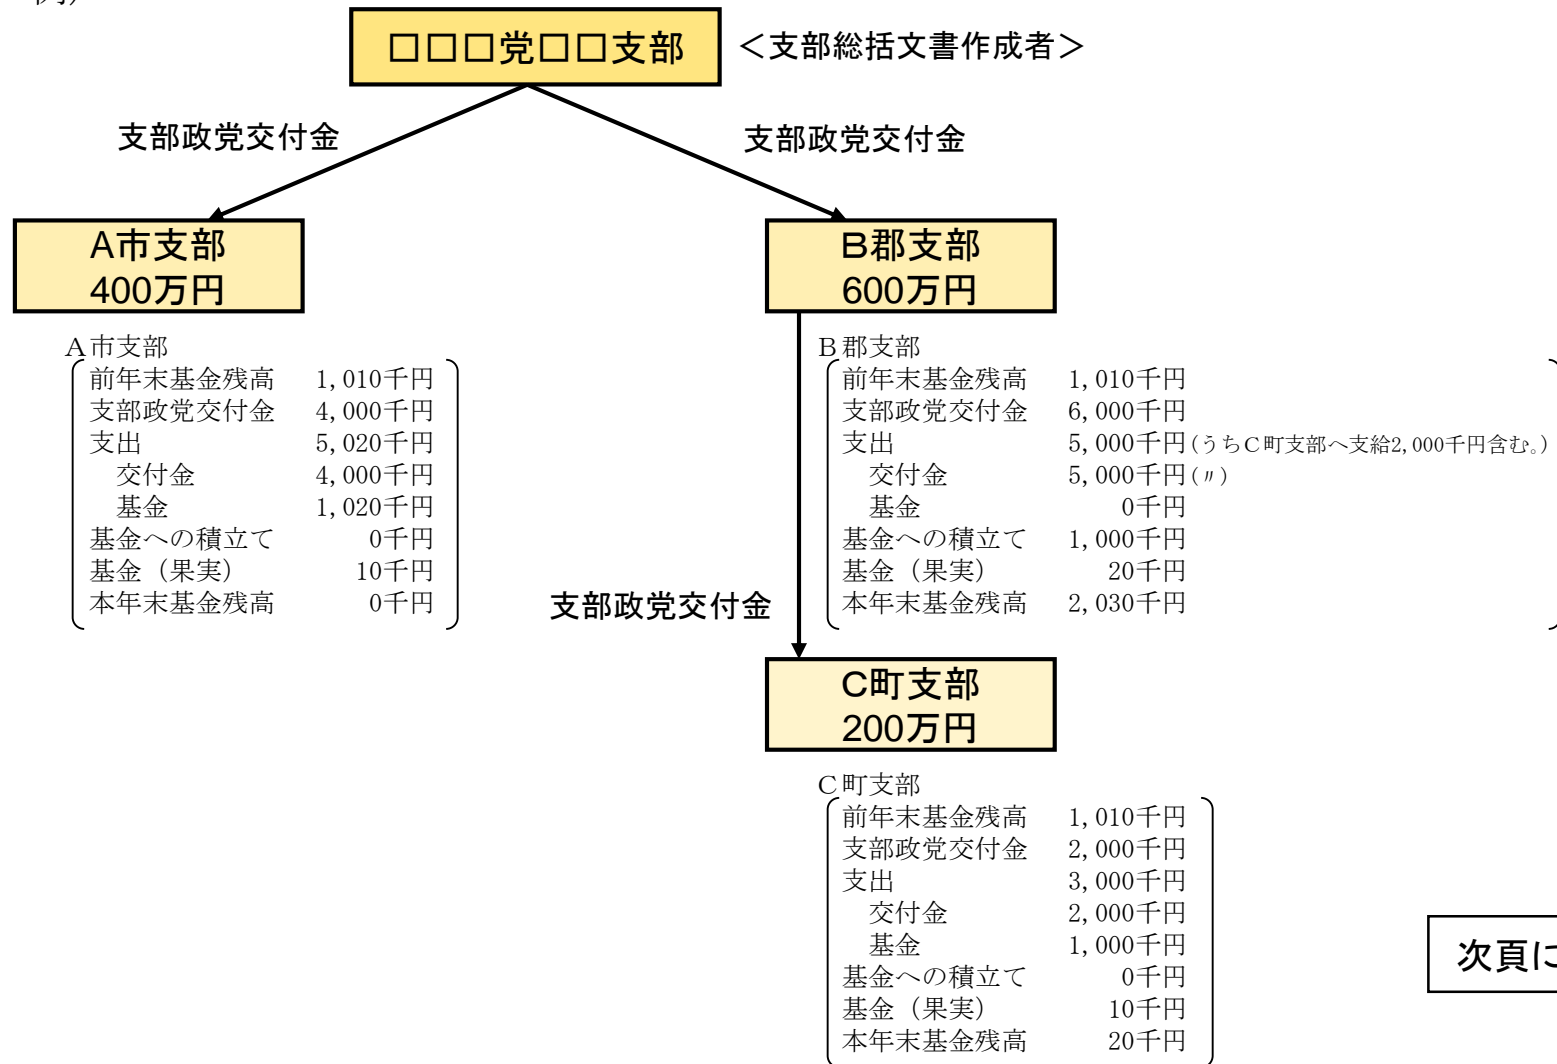 例）
□□□党□□支部
＜支部総括文書作成者＞
支部政党交付金
支部政党交付金
A市支部
400万円
Ｂ郡支部
600万円
Ａ市支部
前年末基金残高 1,010千円
支部政党交付金 4,000千円
支出 5,020千円
交付金 4,000千円
基金 1,020千円
基金への積立て 0千円
基金（果実） 10千円
本年末基金残高 0千円
Ｂ郡支部
前年末基金残高 1,010千円
支部政党交付金 6,000千円
支出 5,000千円(うちＣ町支部へ支給2,000千円含む。)
交付金 5,000千円(〃)
基金 0千円
基金への積立て 1,000千円
基金（果実） 20千円
本年末基金残高 2,030千円
支部政党交付金
C町支部
200万円
Ｃ町支部
前年末基金残高 1,010千円
支部政党交付金 2,000千円
支出 3,000千円
交付金 2,000千円
基金 1,000千円
基金への積立て 0千円
基金（果実） 10千円
本年末基金残高 20千円
次頁に